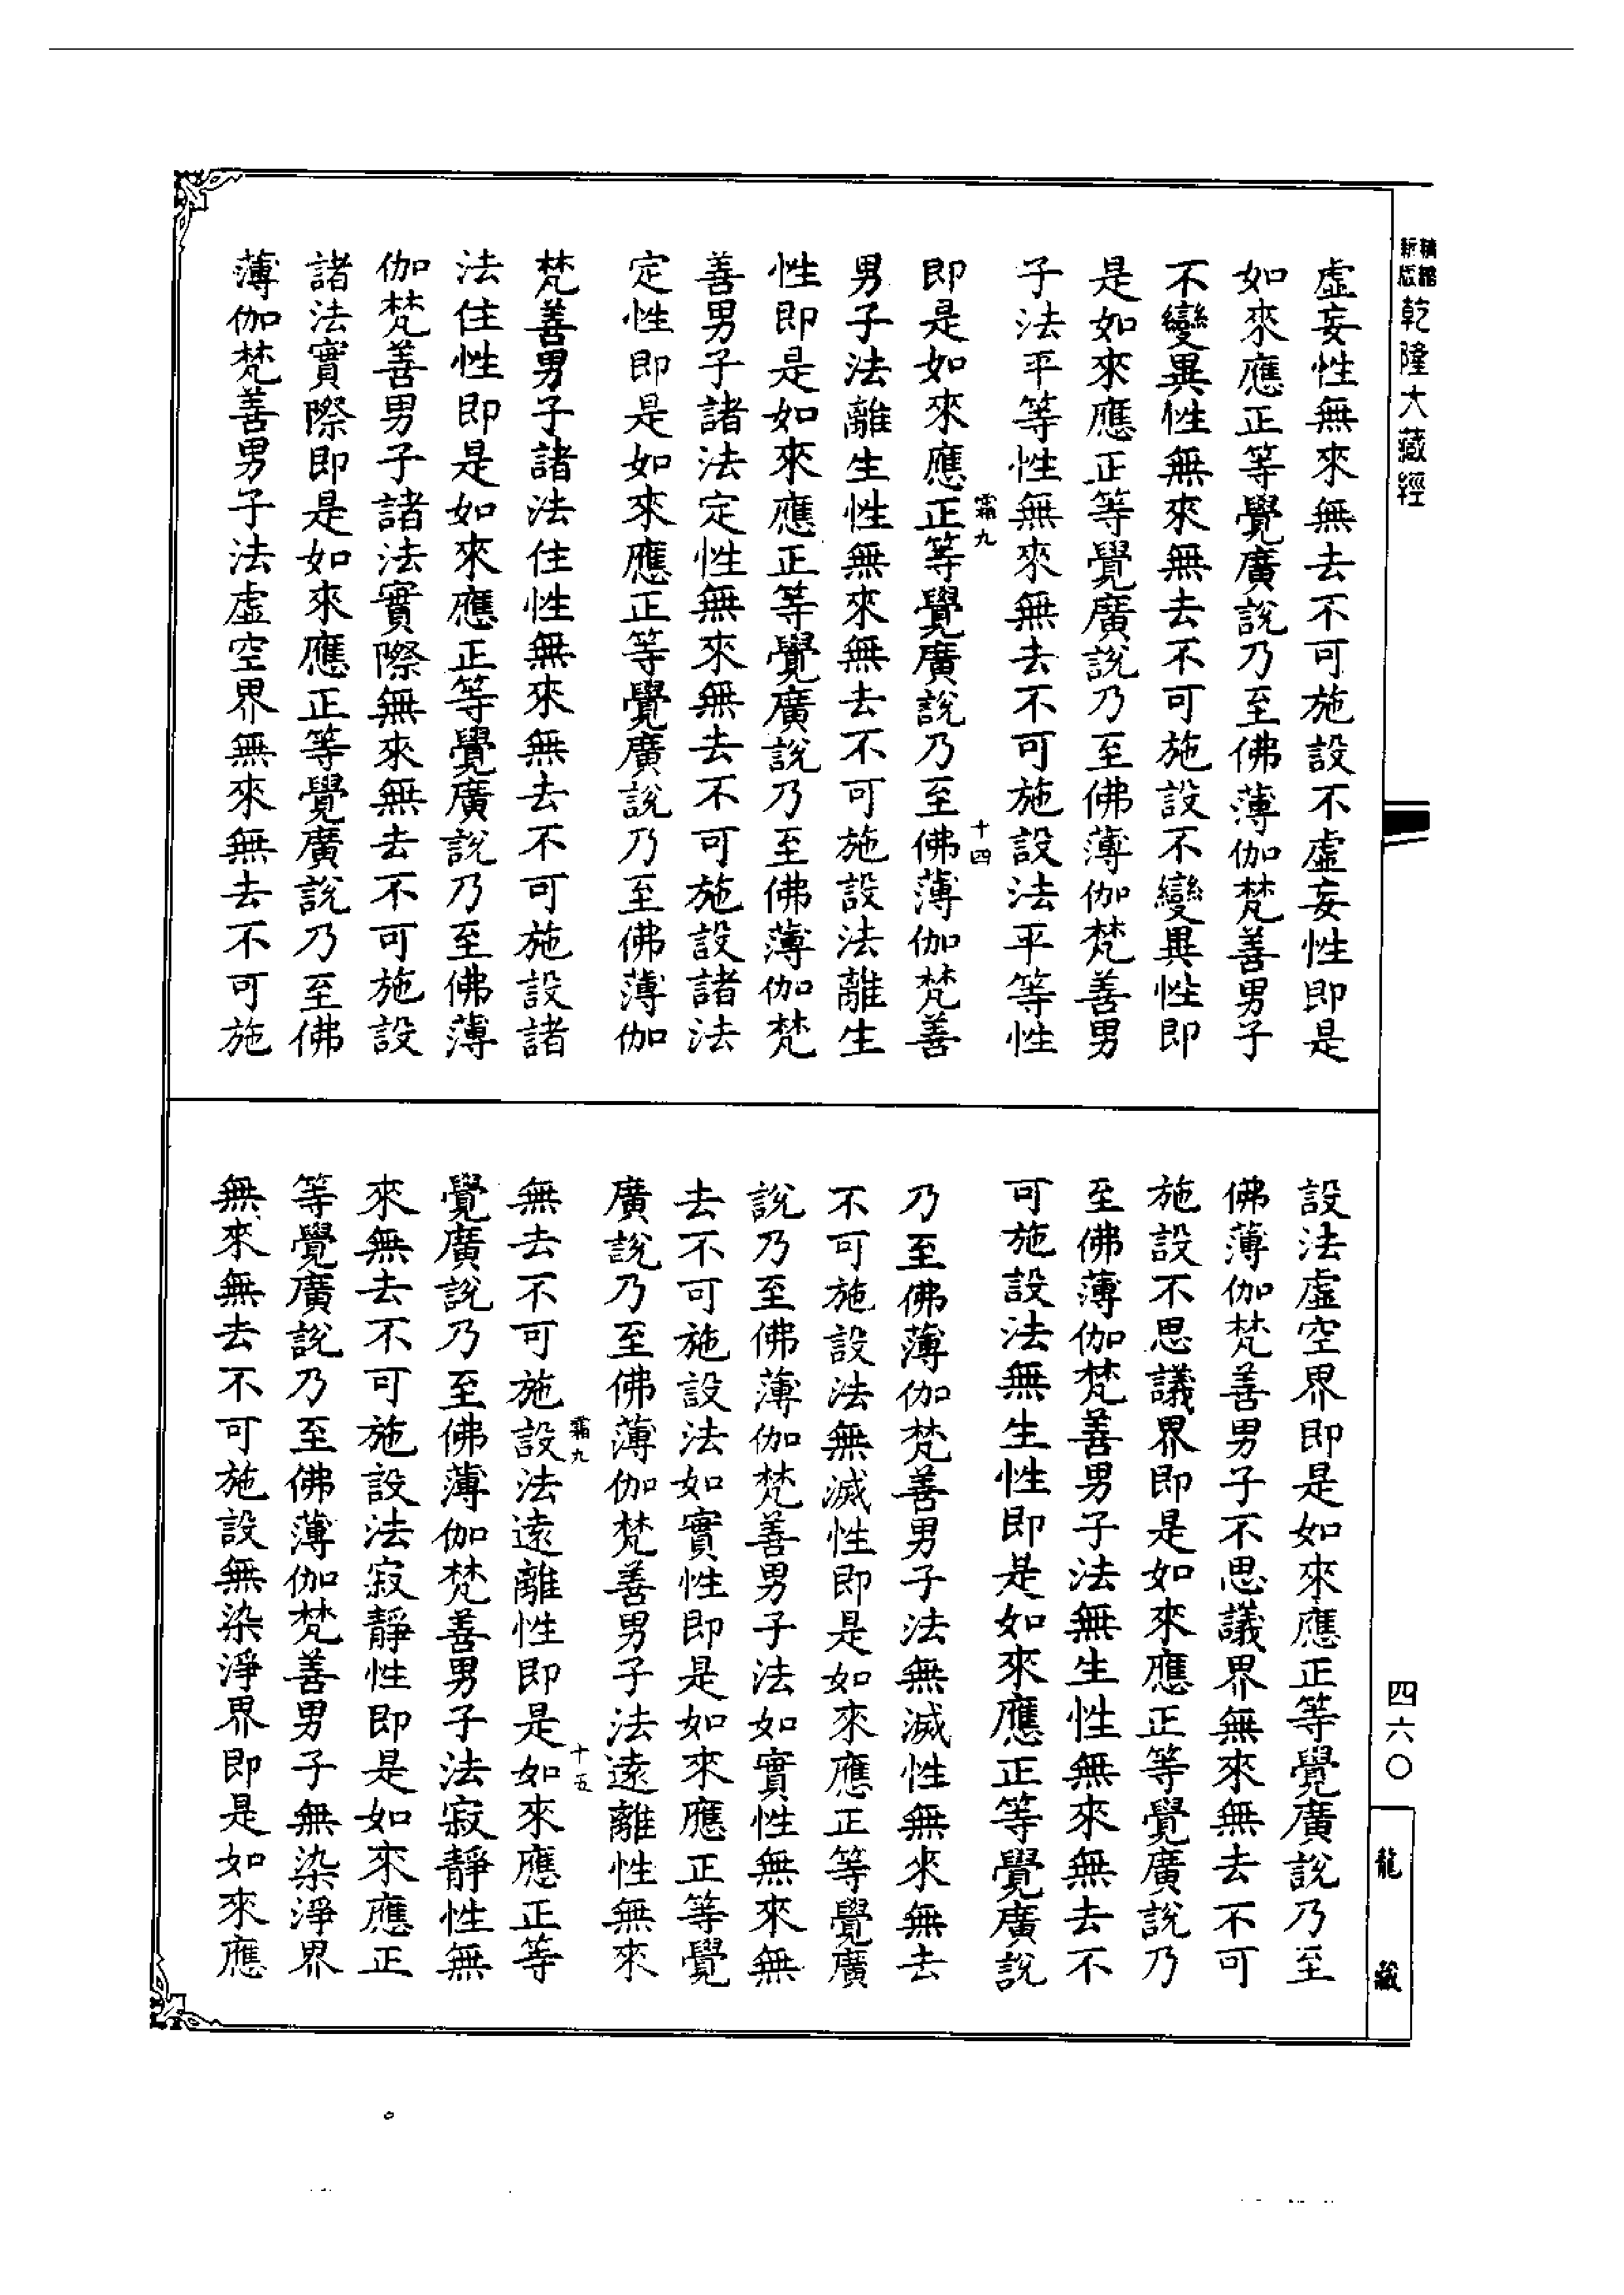 精縮新版乾隆大藏經
虛妄性無來無去不可施設不虛妄性即是
如來應正等覺廣說乃至佛薄伽梵善男子
不變異性無來無去不可施設不變異性即
是如來應正等覺廣說乃至佛薄伽梵善男
子法平等性無來無去不可施設法平等性
霜九 十四
即是如來應正等覺廣說乃至佛薄伽梵善
男子法離生性無來無去不可施設法離生
性即是如來應正等覺廣說乃至佛薄伽梵
善男子諸法定性無來無去不可施設諸法
定性即是如來應正等覺廣說乃至佛薄伽
梵善男子諸法住性無來無去不可施設諸
法住性即是如來應正等覺廣說乃至佛薄
伽梵善男子諸法實際無來無去不可施設
諸法實際即是如來應正等覺廣說乃至佛
薄伽梵善男子法虛空界無來無去不可施
設法虛空界即是如來應正等覺廣說乃至
佛薄伽梵善男子不思議界無來無去不可
施設不思議界即是如來應正等覺廣說乃
至佛薄伽梵善男子法無生性無來無去不
可施設法無生性即是如來應正等覺廣說
乃至佛薄伽梵善男子法無滅性無來無去
不可施設法無滅性即是如來應正等覺廣
說乃至佛薄伽梵善男子法如實性無來無
去不可施設法如實性即是如來應正等覺
廣說乃至佛薄伽梵善男子法遠離性無來
霜九 十五
無去不可施設法遠離性即是如來應正等
覺廣說乃至佛薄伽梵善男子法寂靜性無
來無去不可施設法寂靜性即是如來應正
等覺廣說乃至佛薄伽梵善男子無染淨界
無來無去不可施設無染淨界即是如來應
四六〇
龍藏